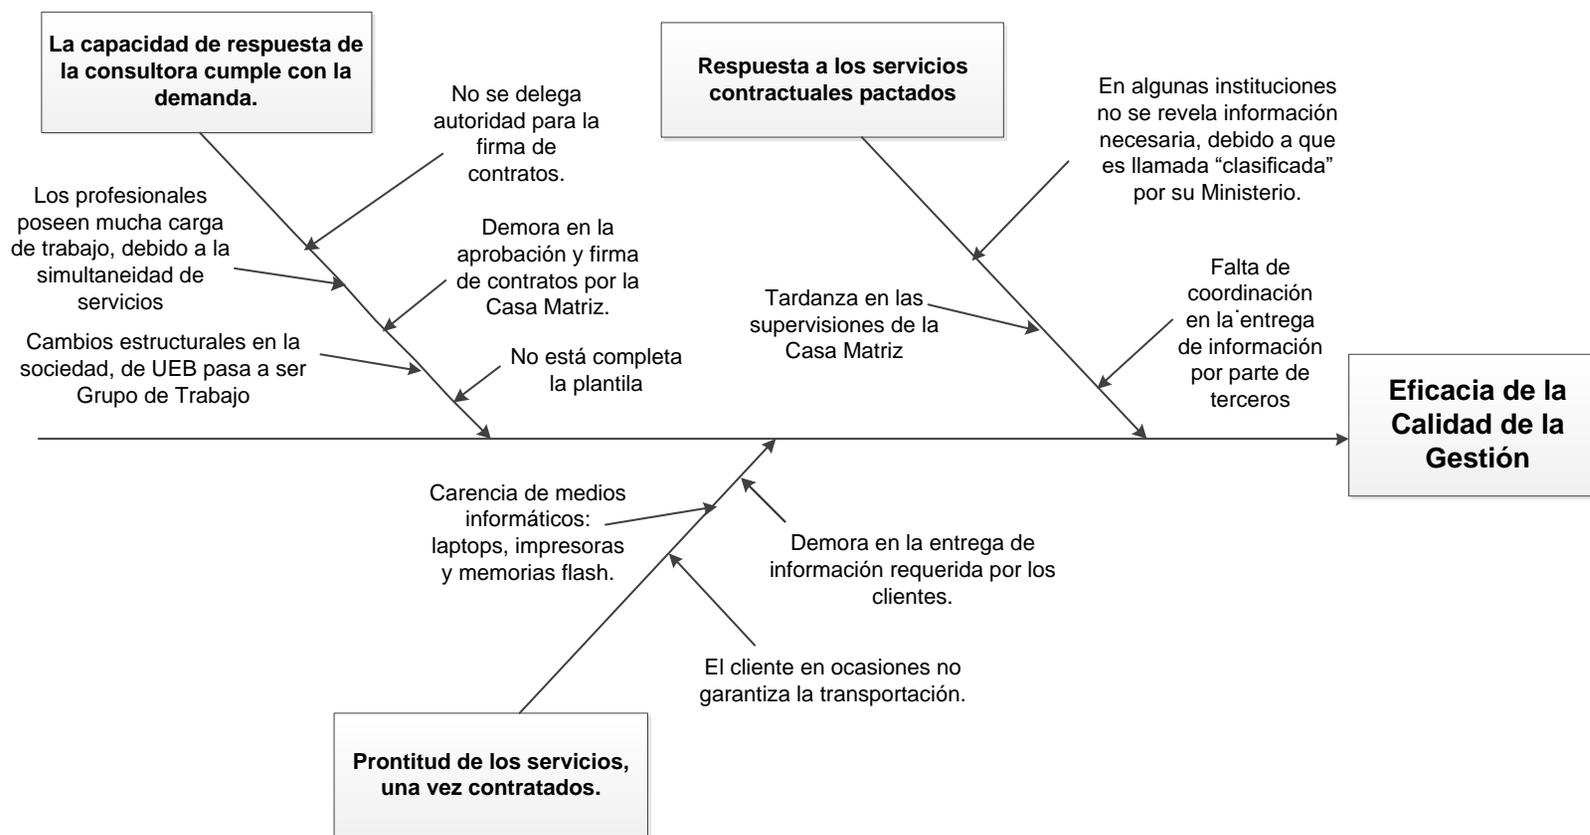 La capacidad de respuesta de
la consultora cumple con la
demanda.
Respuesta a los servicios
contractuales pactados
No se delega
autoridad para la
firma de
contratos.
En algunas instituciones
no se revela información
necesaria, debido a que
es llamada “clasificada”
por su Ministerio.
Los profesionales
poseen mucha carga
de trabajo, debido a la
simultaneidad de
servicios
Demora en la
aprobación y firma
de contratos por la
Casa Matriz.
Tardanza en las
supervisiones de la
Casa Matriz
Falta de
coordinación
en la entrega
de información
por parte de
terceros
Cambios estructurales en la
sociedad, de UEB pasa a ser
Grupo de Trabajo
No está completa
la plantila
Eficacia de la
Calidad de la
Gestión
Carencia de medios
informáticos:
laptops, impresoras
y memorias flash.
Demora en la entrega de
información requerida por los
clientes.
El cliente en ocasiones no
garantiza la transportación.
Prontitud de los servicios,
una vez contratados.